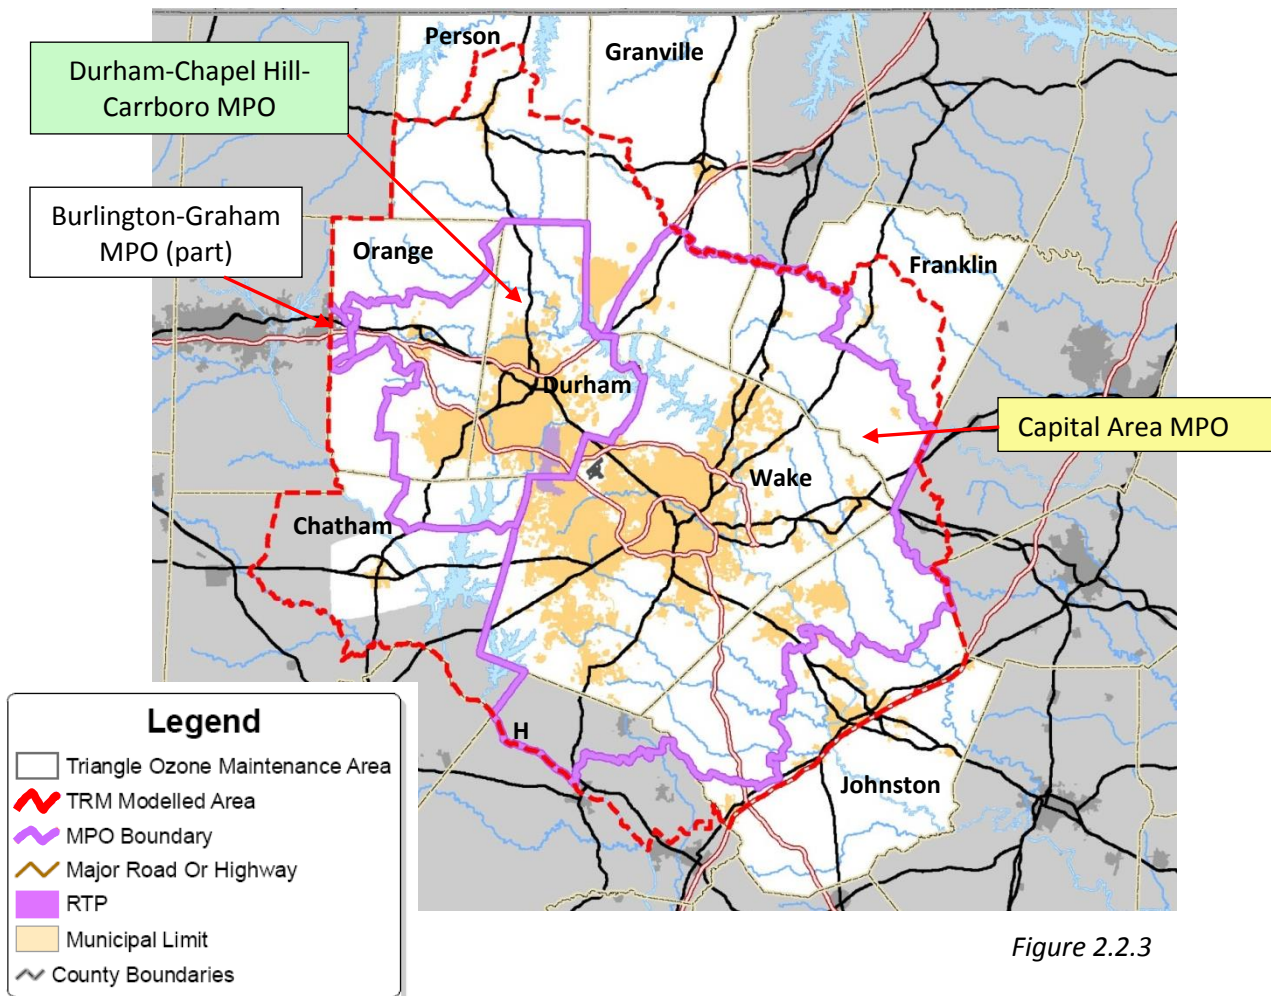 Person
Granville
Durham-Chapel Hill-
Carrboro MPO
Burlington-Graham
MPO (part)
Orange
Franklin
Durham
Capital Area MPO
Wake
Chatham
H
Johnston
Legend
Triangle Ozone Maintenance Area
TRM Modelled Area
MPO Boundary
Major Road Or Highway
RTP
Municipal Limit
County Boundaries
Figure 2.2.3